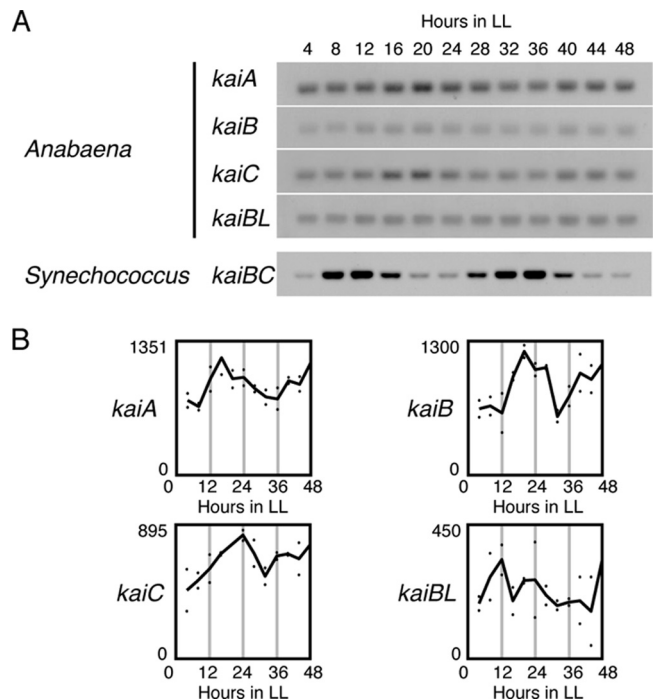 A
Hours in LL
4 8 12 16 20 24 28 32 36 40 44 48
kaiA
kaiB
Anabaena
kaiC
kaiBL
Synechococcus kaiBC
B
1351
kaiA
0
0 12 24 36 48
Hours in LL
1300
kaiB
0
0 12 24 36 48
Hours in LL
895
kaiC
0
0 12 24 36 48
Hours in LL
450
kaiBL
0
0 12 24 36 48
Hours in LL